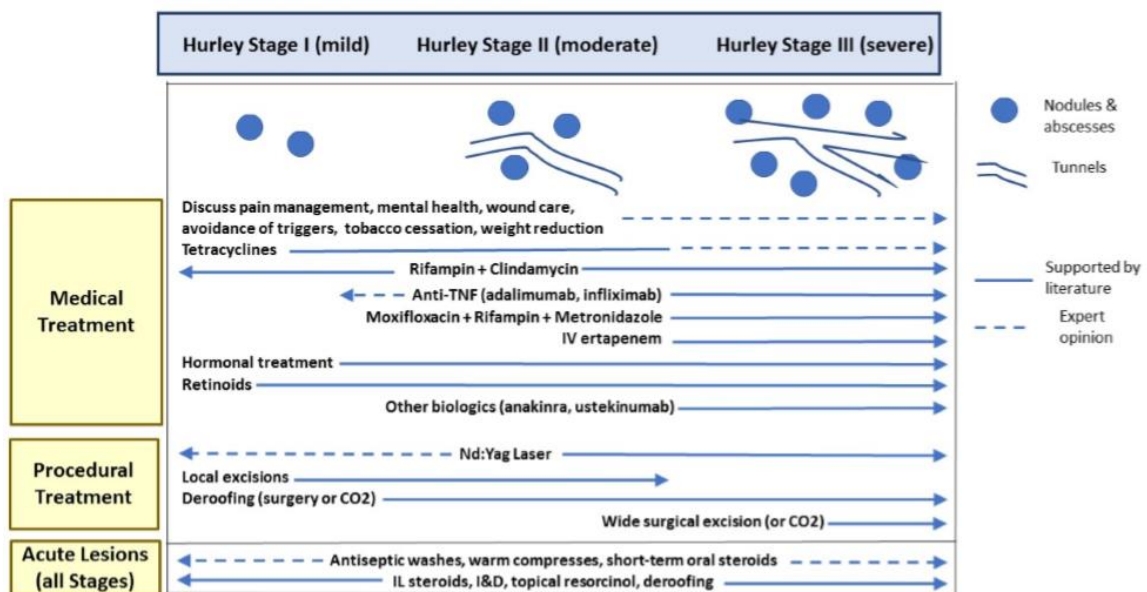 Hurley Stage I (mild)
Hurley Stage II (moderate)
Hurley Stage III (severe)
Nodules &
abscesses
Tunnels
Supported by
literature
Expert
opinion
Medical
Treatment
Discuss pain management, mental health, wound care,
avoidance of triggers, tobacco cessation, weight reduction
Tetracyclines
Rifampin + Clindamycin
Anti-TNF (adalimumab, infliximab)
Moxifloxacin + Rifampin + Metronidazole
IV ertapenem
Hormonal treatment
Retinoids
Other biologics (anakinra, ustekinumab)
Procedural
Treatment
Nd:Yag Laser
Local excisions
Deroofing (surgery or CO2)
Wide surgical excision (or CO2)
Acute Lesions
(all Stages)
Antiseptic washes, warm compresses, short-term oral steroids
IL steroids, I&D, topical resorcinol, deroofing